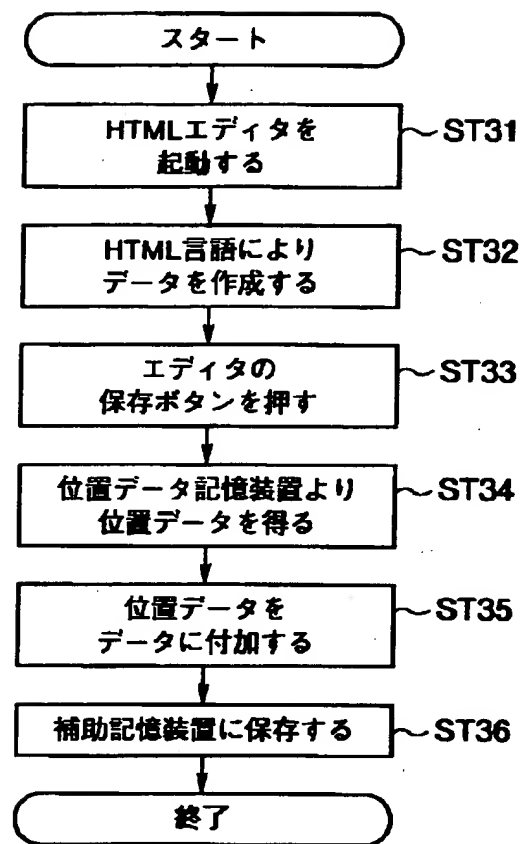 スタート
HTMLエディタを
起動する
ST31
HTML言語により
データを作成する
ST32
エディタの
保存ボタンを押す
ST33
位置データ記憶装置より
位置データを得る
ST34
位置データを
データに付加する
ST35
補助記憶装置に保存する
ST36
終了